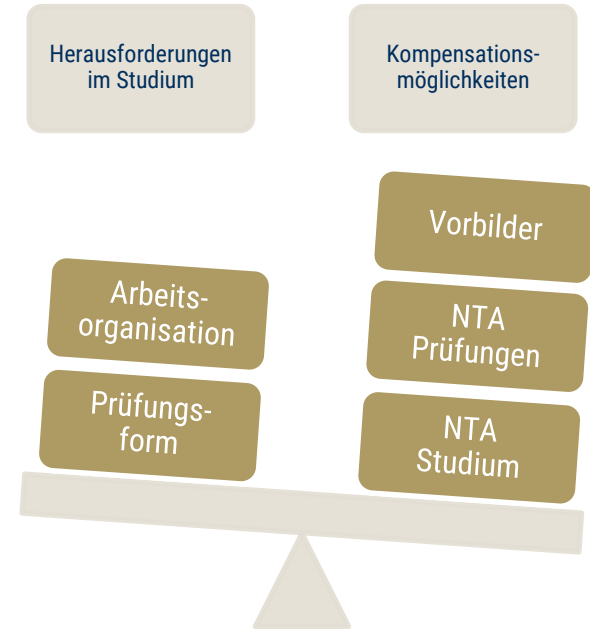 Herausforderungen
im Studium
Kompensations-
möglichkeiten
Vorbilder
Arbeits-
organisation
NTA
Prüfungen
Prüfungs-
form
NTA
Studium